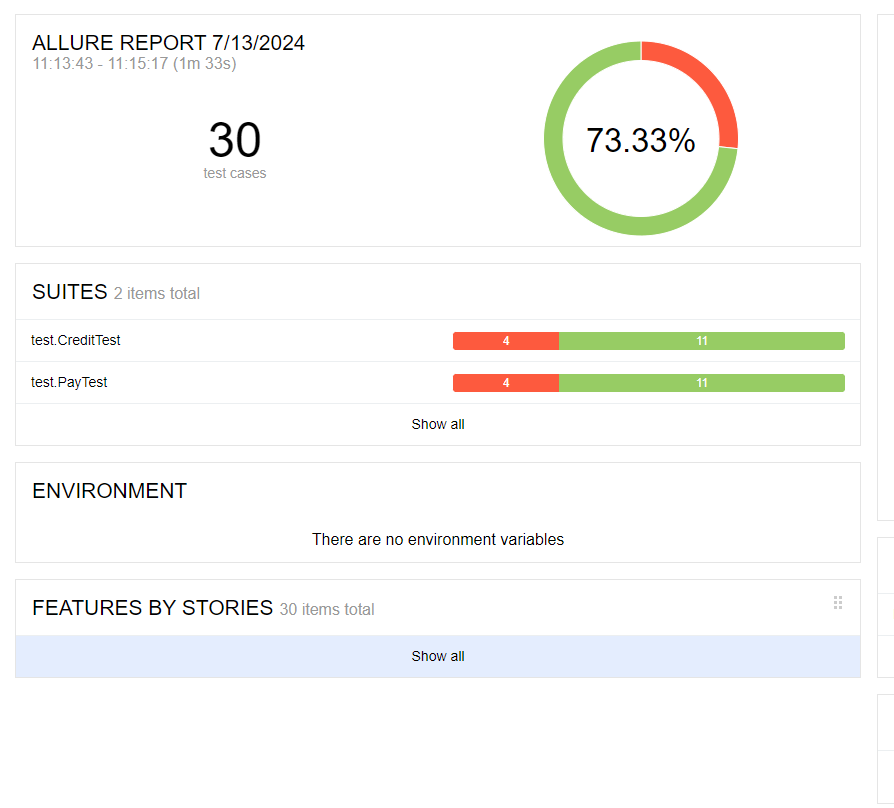 ALLURE REPORT 7/13/2024
11:13:43 - 11:15:17 (1m 33s)
30
test cases
73.33%
SUITES 2 items total
test.CreditTest 4 11
test.PayTest 4 11
Show all
ENVIRONMENT
There are no environment variables
FEATURES BY STORIES 30 items total
Show all